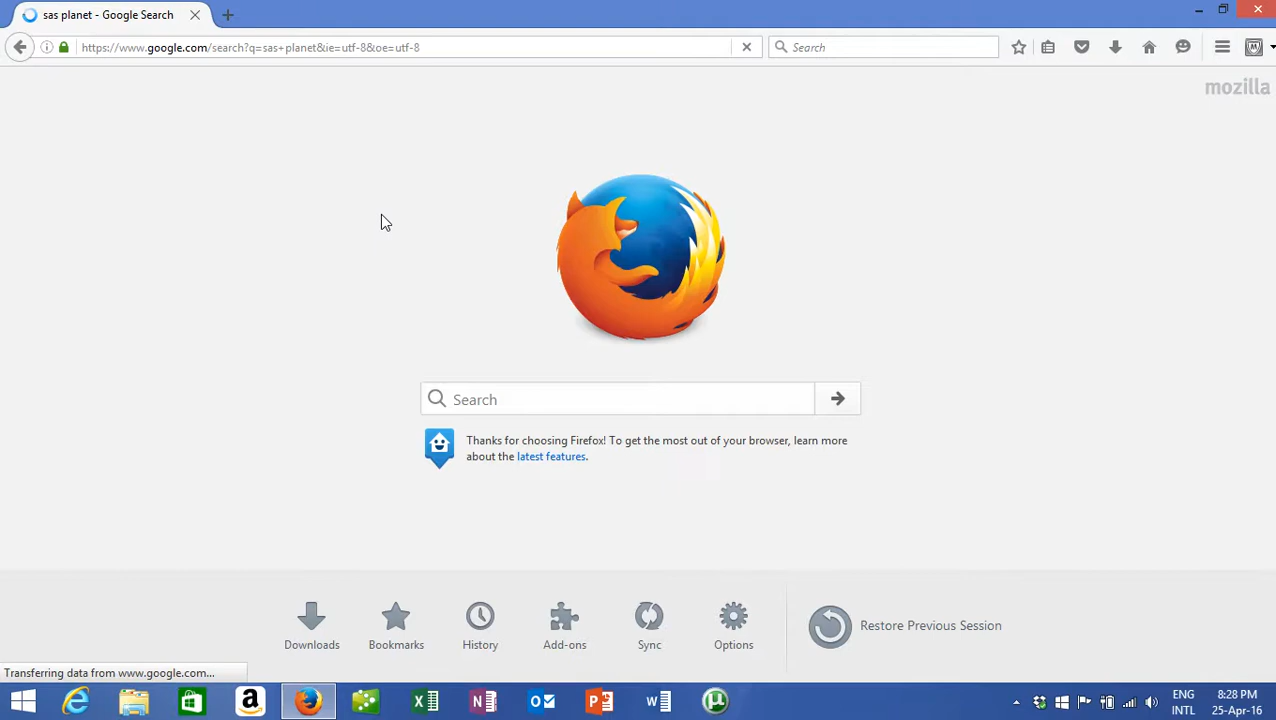 sas planet - Google Search
https://www.google.com/search?q=sas+planet&ie=utf-8&oe=utf-8
Search
mozilla
Search
Thanks for choosing Firefox! To get the most out of your browser, learn more
about the latest features.
Downloads
Bookmarks
History
Add-ons
Sync
Options
Restore Previous Session
Transferring data from www.google.com...
ENG
INTL
8:28 PM
25-Apr-16